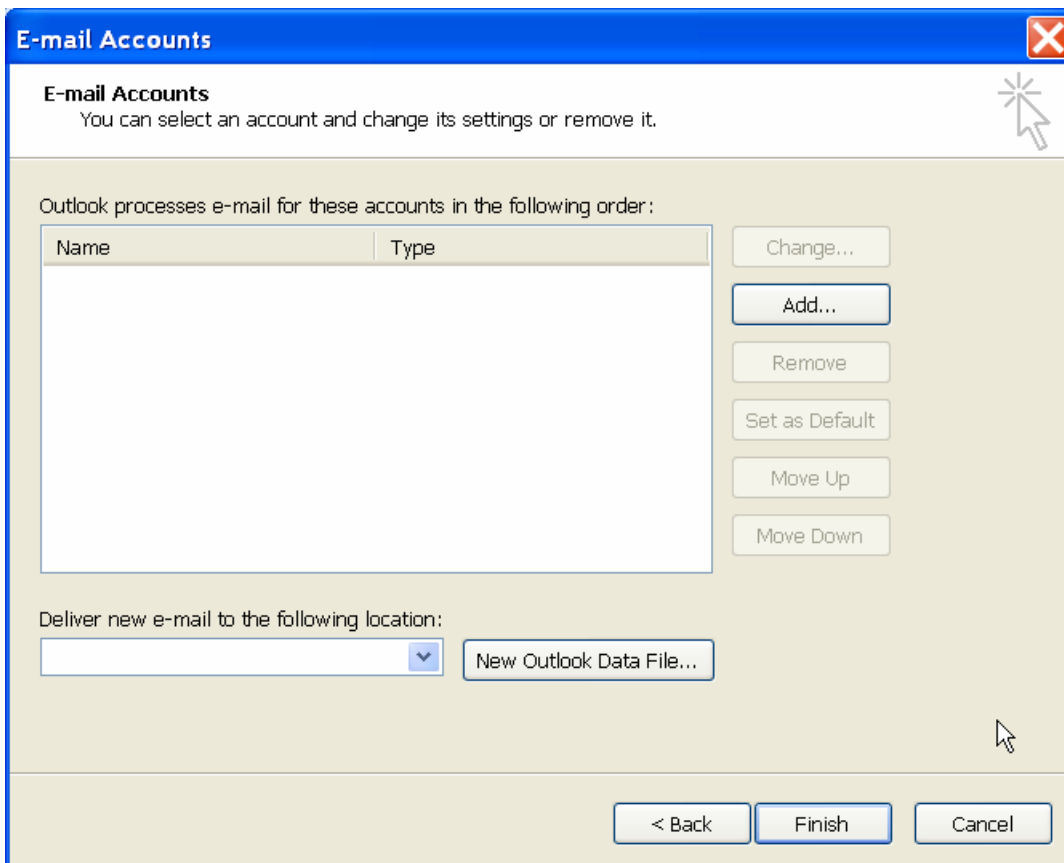 E-mail Accounts
E-mail Accounts
You can select an account and change its settings or remove it.
Outlook processes e-mail for these accounts in the following order:
Name Type
Change...
Add...
Remove
Set as Default
Move Up
Move Down
Deliver new e-mail to the following location:
New Outlook Data File...
< Back Finish Cancel